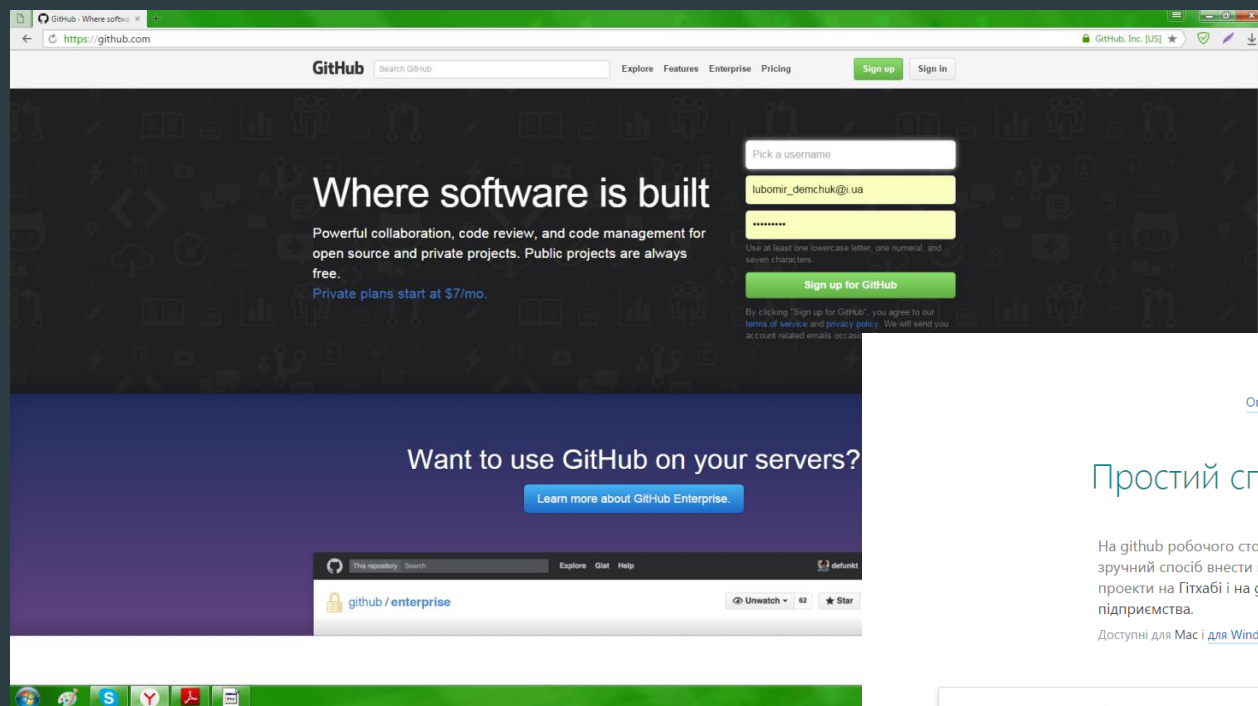 GitHub - Where softwa
https://github.com
GitHub, Inc. [US]
GitHub Search GitHub Explore Features Enterprise Pricing Sign up Sign in
Pick a username
Where software is built
lubomir_demchuk@i.ua
•••••••••
Powerful collaboration, code review, and code management for
open source and private projects. Public projects are always
free.
Private plans start at $7/mo.
Use at least one lowercase letter, one numeral, and
seven characters.
Sign up for GitHub
By clicking "Sign up for GitHub", you agree to our
terms of service and privacy policy. We will send you
account related emails
Want to use GitHub on your servers?
Learn more about GitHub Enterprise.
This repository Search Explore Gist Help defunkt
github / enterprise Unwatch 62 Star
Простий
На github робочого
зручний спосіб внести
проекти на Гітхабі і на
підприємства.
Доступні для Mac і для